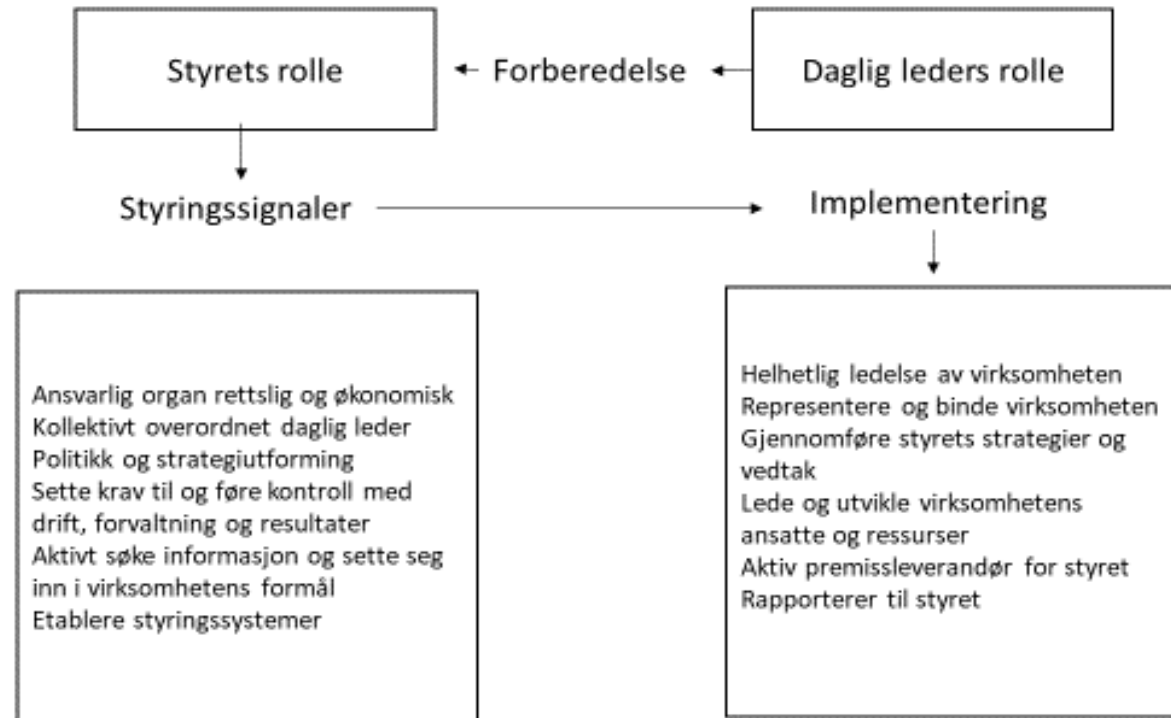 Styrets rolle
Forberedelse
Daglig leders rolle
Styringssignaler
Implementering
Ansvarlig organ rettslig og økonomisk
Kollektivt overordnet daglig leder
Politikk og strategiutforming
Sette krav til og føre kontroll med
drift, forvaltning og resultater
Aktivt søke informasjon og sette seg
inn i virksomhetens formål
Etablere styringssystemer
Helhetlig ledelse av virksomheten
Representere og binde virksomheten
Gjennomføre styrets strategier og
vedtak
Lede og utvikle virksomhetens
ansatte og ressurser
Aktiv premissleverandør for styret
Rapporterer til styret